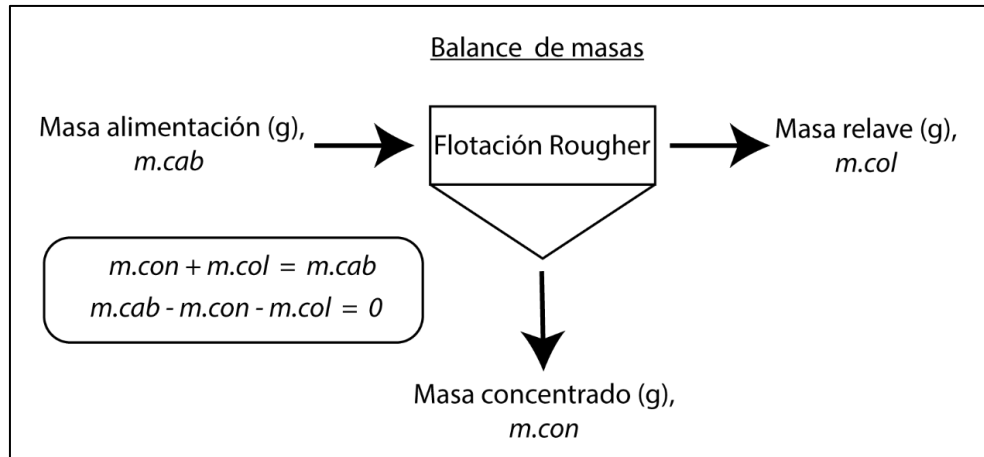 Balance de masas
Masa alimentación (g),
m.cab
Flotación Rougher
Masa relave (g),
m.col
m.con + m.col = m.cab
m.cab - m.con - m.col = 0
Masa concentrado (g),
m.con